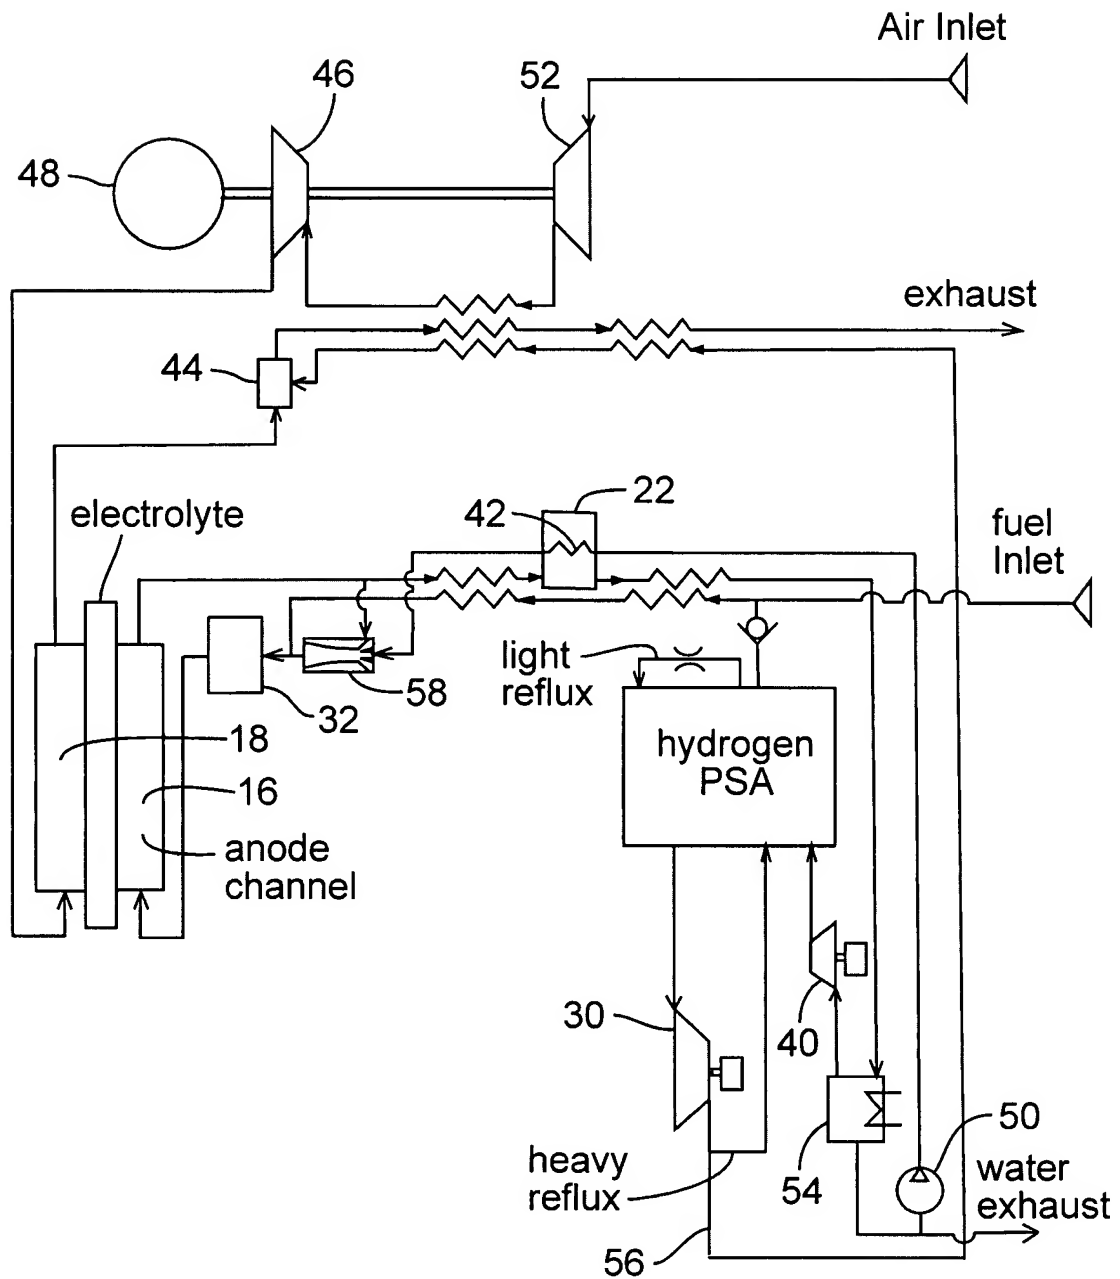 Air Inlet
46
52
48
exhaust
44
electrolyte
22
42
fuel
Inlet
light
reflux
58
32
18
hydrogen
PSA
16
anode
channel
30
40
50
heavy
reflux
54
water
exhaust
56